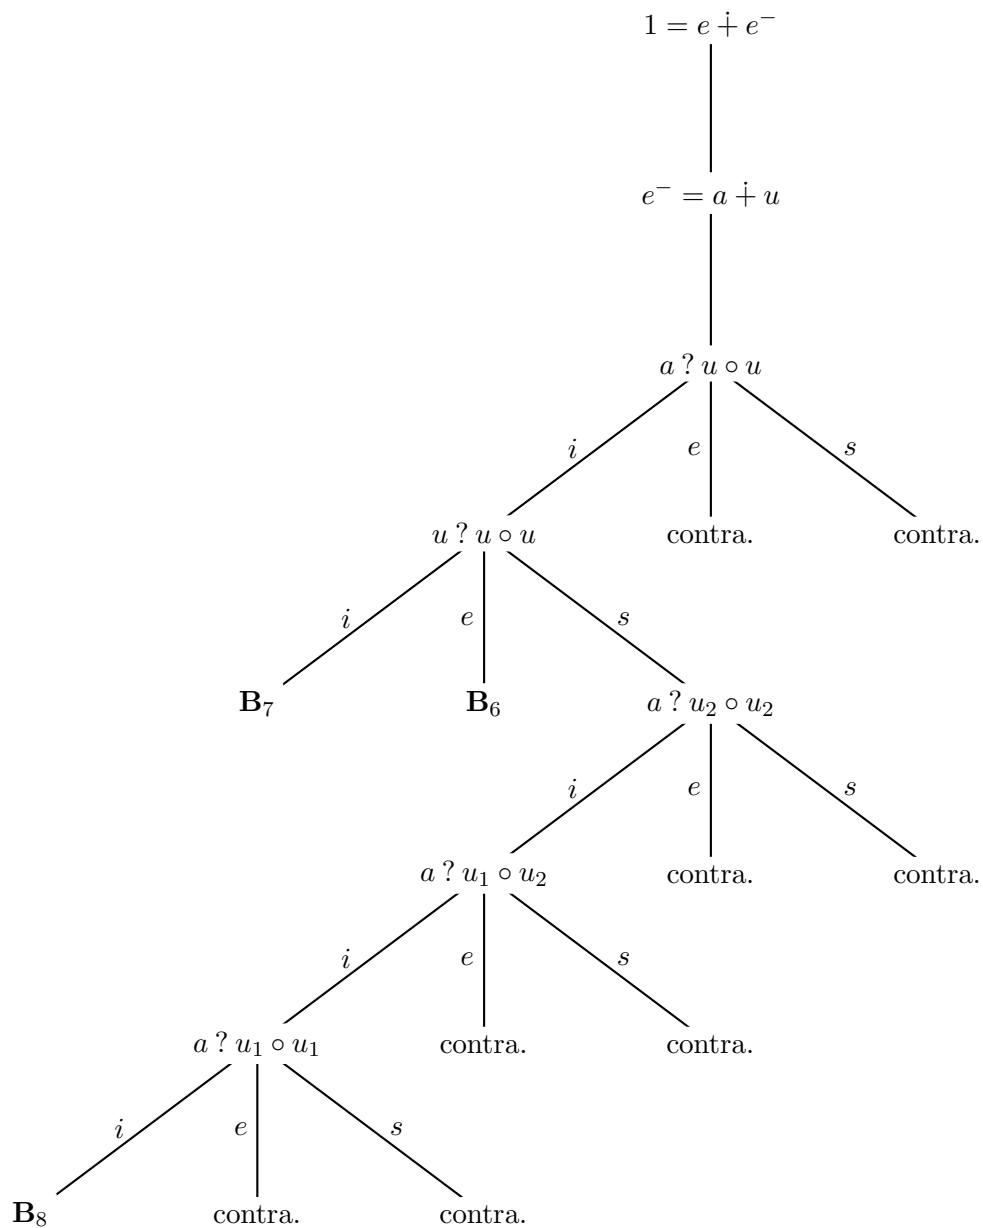 1 = e ∔ e⁻
e⁻ = a ∔ u
a ? u ∘ u
i e s
u ? u ∘ u contra. contra.
i e s
B₇ B₆ a ? u₂ ∘ u₂
i e s
a ? u₁ ∘ u₂ contra. contra.
i e s
a ? u₁ ∘ u₁ contra. contra.
i e s
B₈ contra. contra.